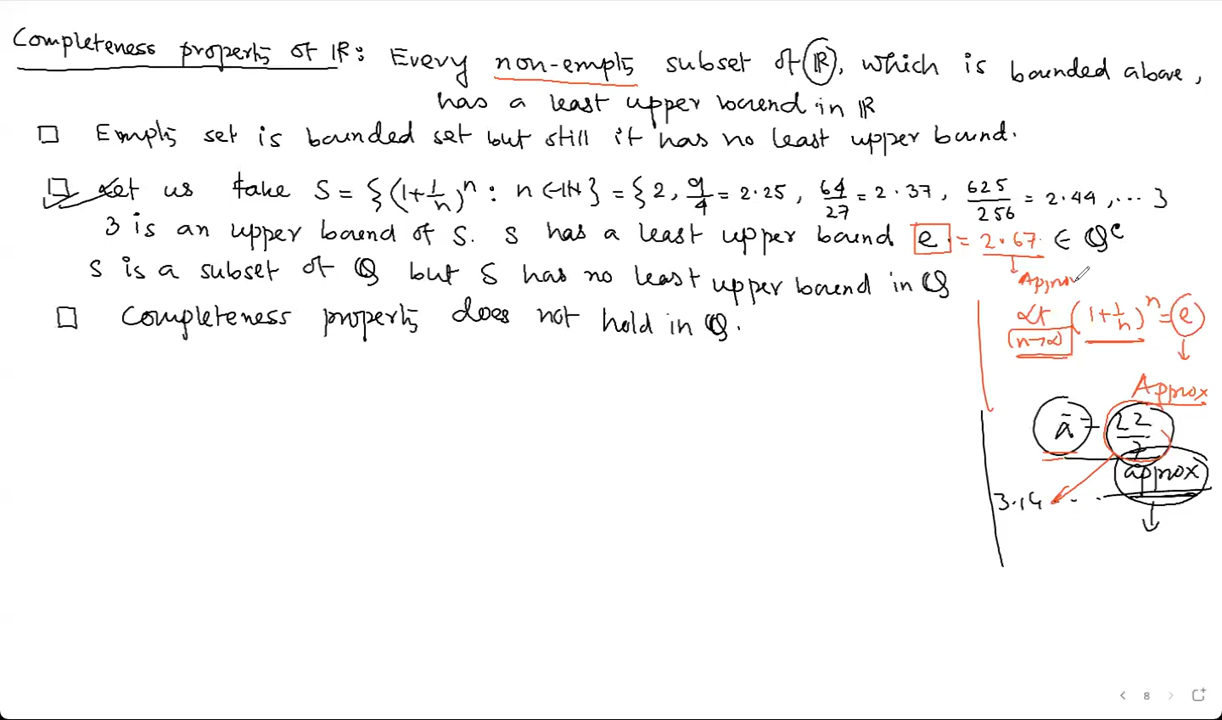 Completeness property of ℝ: Every non-empty subset of ℝ, which is bounded above,
has a least upper bound in ℝ
□ Empty set is bounded set but still it has no least upper bound.
□ Let us take S = {(1+1/n)^n : n ∈ ℕ} = {2, 9/4 = 2.25, 64/27 = 2.37, 625/256 = 2.44, ... }
3 is an upper bound of S. S has a least upper bound e = 2.67 ∈ ℚ^c
Approx
S is a subset of ℚ but S has no least upper bound in ℚ
□ Completeness property does not hold in ℚ.
Lt (n→∞) (1+1/n)^n = e
Approx
= 22/7
approx
3.14...
8